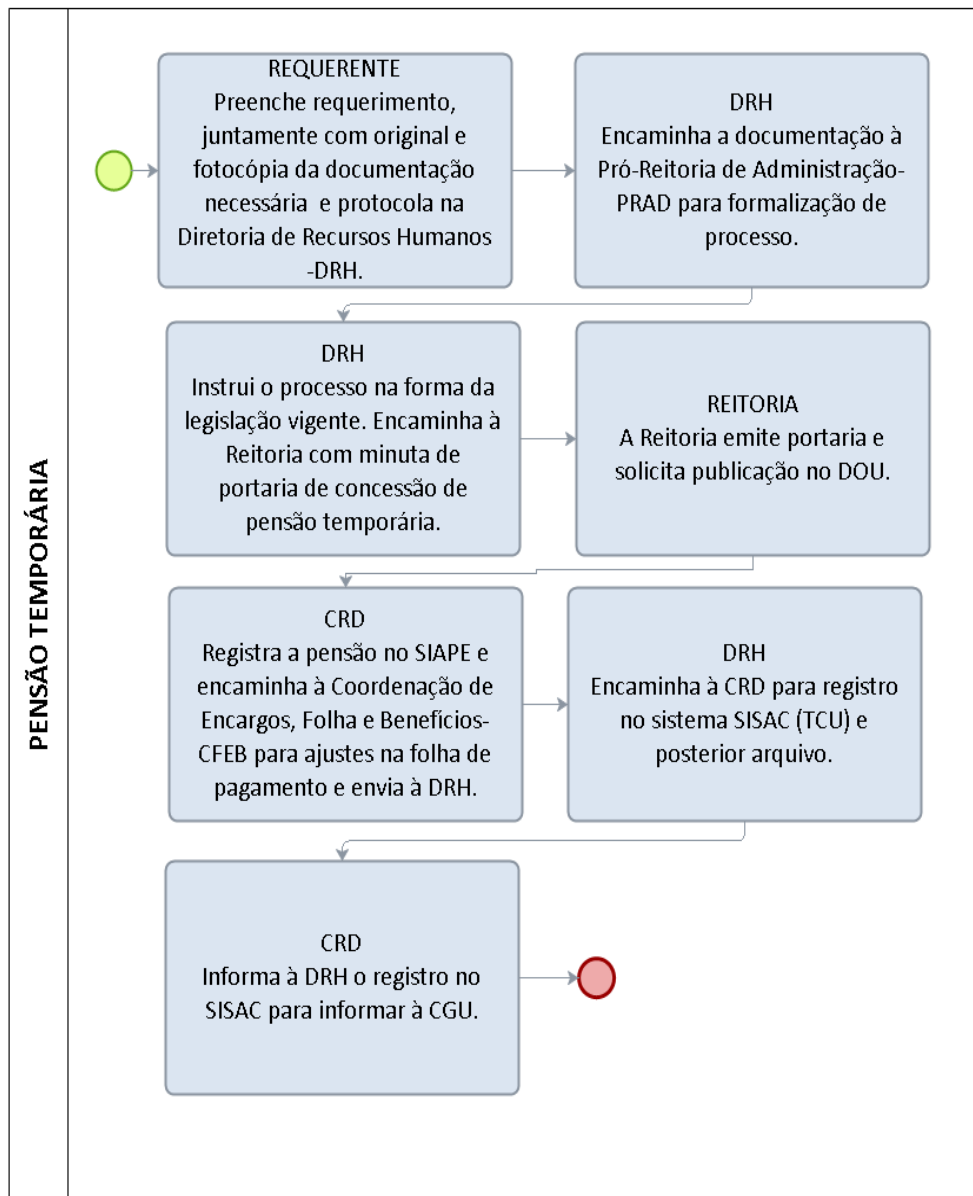 PENSÃO TEMPORÁRIA
REQUERENTE
Preenche requerimento,
juntamente com original e
fotocópia da documentação
necessária e protocola na
Diretoria de Recursos Humanos
-DRH.
DRH
Encaminha a documentação à
Pró-Reitoria de Administração-
PRAD para formalização de
processo.
DRH
Instrui o processo na forma da
legislação vigente. Encaminha à
Reitoria com minuta de
portaria de concessão de
pensão temporária.
REITORIA
A Reitoria emite portaria e
solicita publicação no DOU.
CRD
Registra a pensão no SIAPE e
encaminha à Coordenação de
Encargos, Folha e Benefícios-
CFEB para ajustes na folha de
pagamento e envia à DRH.
DRH
Encaminha à CRD para registro
no sistema SISAC (TCU) e
posterior arquivo.
CRD
Informa à DRH o registro no
SISAC para informar à CGU.